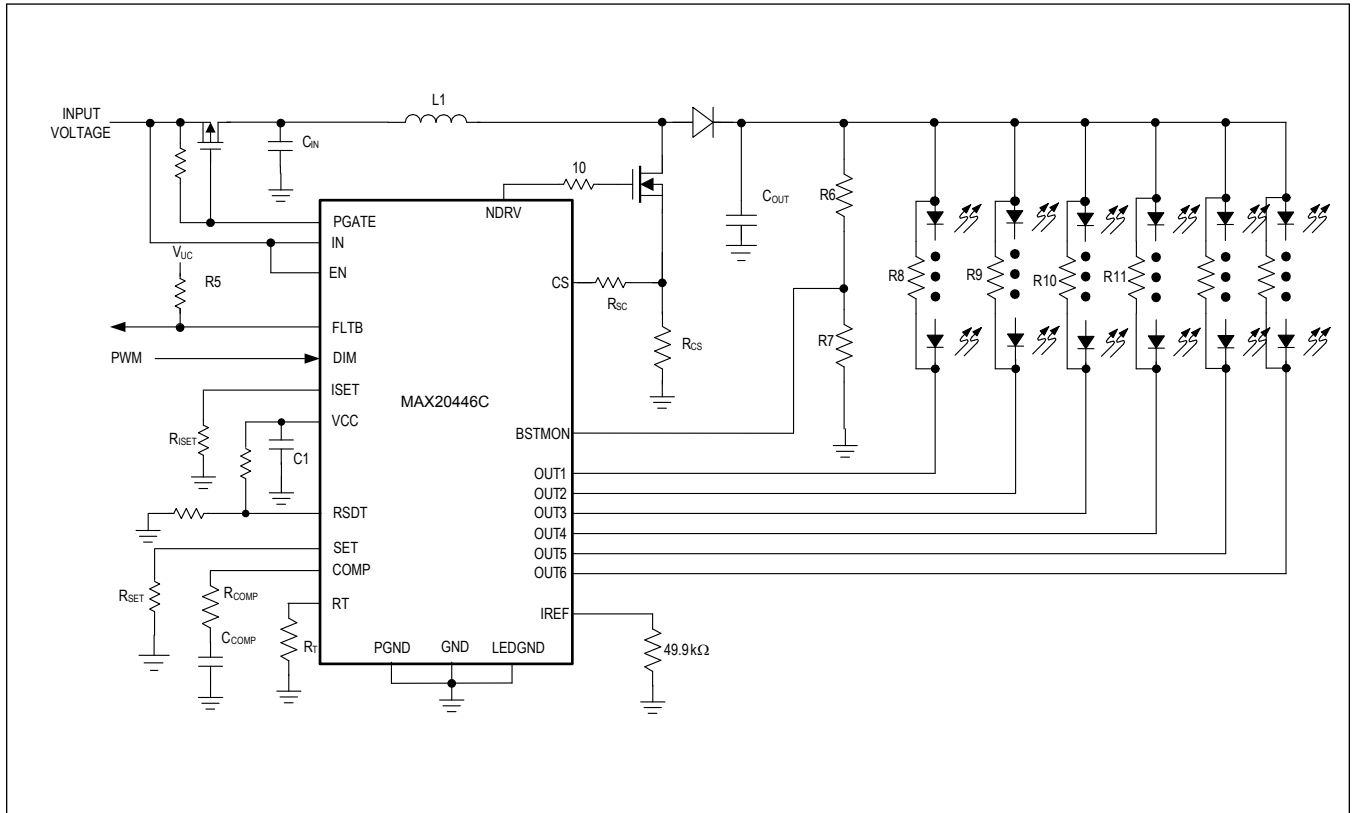 INPUT
VOLTAGE
L1
CIN
10
NDRV
COUT
R6
PGATE
IN
EN
VUC
R5
CS
RSC
R8
R9
R10
R11
FLTB
RCS
R7
PWM
DIM
ISET
MAX20446C
VCC
RISET
C1
BSTMON
OUT1
OUT2
RSDT
OUT3
OUT4
SET
OUT5
COMP
OUT6
RSET
RCOMP
RT
IREF
CCOMP
RT
PGND
GND
LEDGND
49.9kΩ